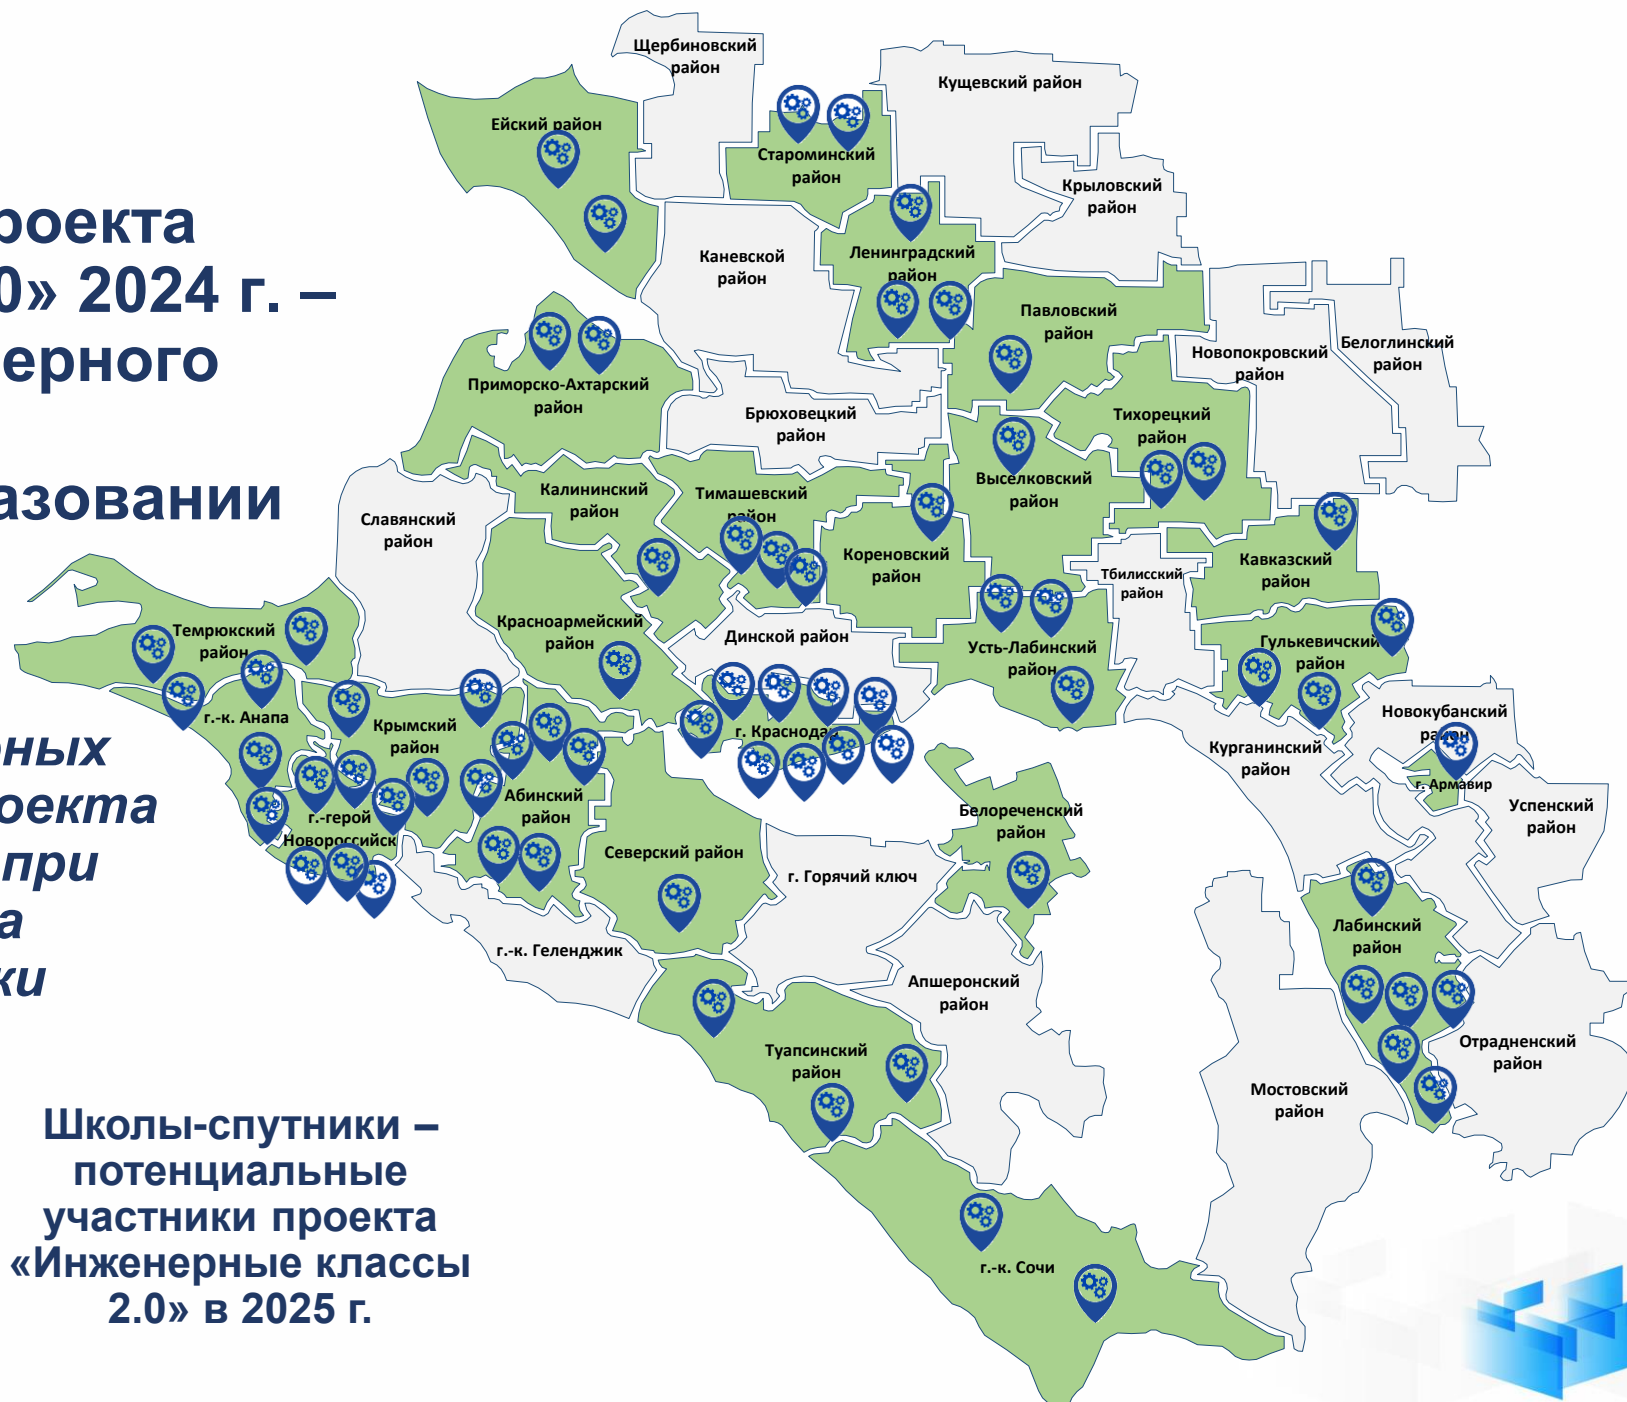 роекта
0» 2024 г. –
ерного
азовании
ных
оекта
при
а
ки
Школы-спутники –
потенциальные
участники проекта
«Инженерные классы
2.0» в 2025 г.
Щербиновский
район
Кущевский район
Ейский район
Староминский
район
Крыловский
район
Каневской
район
Ленинградский
район
Павловский
район
Новопокровский
район
Белоглинский
район
Приморско-Ахтарский
район
Брюховецкий
район
Тихорецкий
район
Калининский
район
Тимашевский
район
Выселковский
район
Славянский
район
Кореновский
район
Кавказский
район
Тбилисский
район
Красноармейский
район
Темрюкский
район
Динской район
Усть-Лабинский
район
Гулькевичский
район
г.-к. Анапа
Крымский
район
г. Краснодар
Новокубанский
район
Курганинский
район
г. Армавир
Успенский
район
Абинский
район
г.-герой
Новороссийск
Белореченский
район
Северский район
г. Горячий ключ
Лабинский
район
г.-к. Геленджик
Апшеронский
район
Отрадненский
район
Туапсинский
район
Мостовский
район
г.-к. Сочи